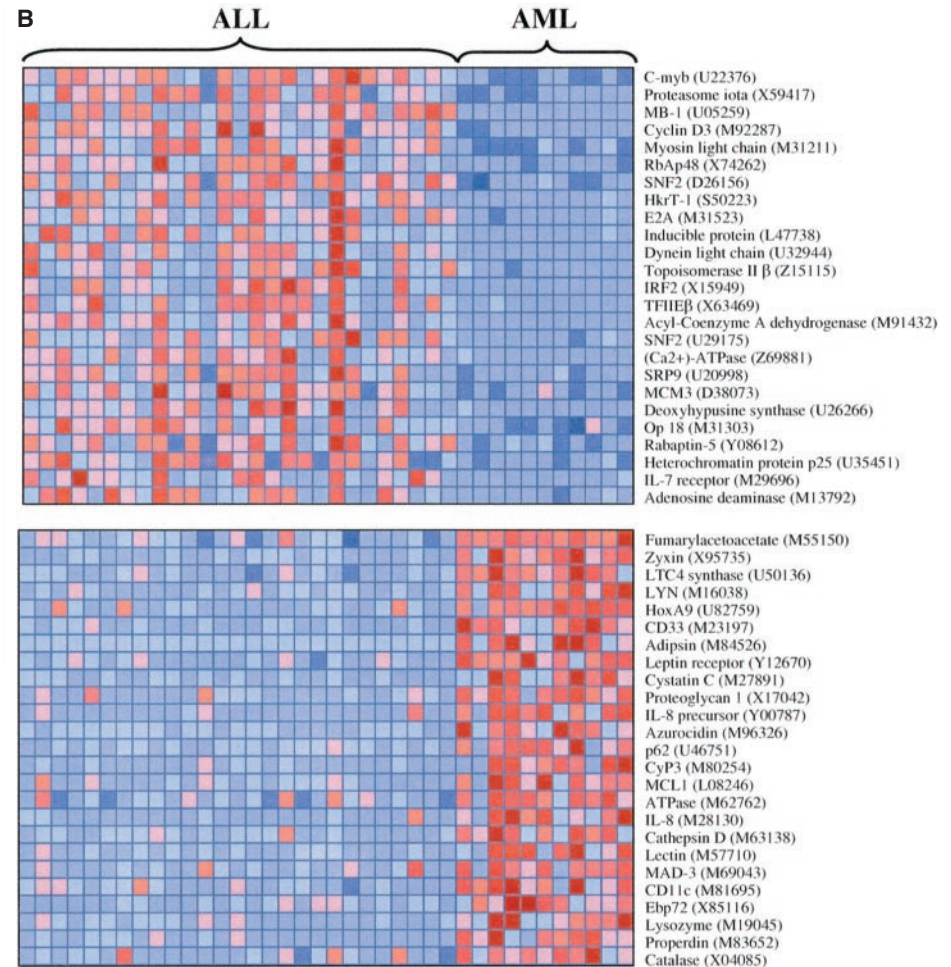 B
ALL AML
C-myb (U22376)
Proteasome iota (X59417)
MB-1 (U05259)
Cyclin D3 (M92287)
Myosin light chain (M31211)
RbAp48 (X74262)
SNF2 (D26156)
HkrT-1 (S50223)
E2A (M31523)
Inducible protein (L47738)
Dynein light chain (U32944)
Topoisomerase II β (Z15115)
IRF2 (X15949)
TFIIEβ (X63469)
Acyl-Coenzyme A dehydrogenase (M91432)
SNF2 (U29175)
(Ca2+)-ATPase (Z69881)
SRP9 (U20998)
MCM3 (D38073)
Deoxyhypusine synthase (U26266)
Op 18 (M31303)
Rabaptin-5 (Y08612)
Heterochromatin protein p25 (U35451)
IL-7 receptor (M29696)
Adenosine deaminase (M13792)
Fumarylacetoacetate (M55150)
Zyxin (X95735)
LTC4 synthase (U50136)
LYN (M16038)
HoxA9 (U82759)
CD33 (M23197)
Adipsin (M84526)
Leptin receptor (Y12670)
Cystatin C (M27891)
Proteoglycan 1 (X17042)
IL-8 precursor (Y00787)
Azurocidin (M96326)
p62 (U46751)
CyP3 (M80254)
MCL1 (L08246)
ATPase (M62762)
IL-8 (M28130)
Cathepsin D (M63138)
Lectin (M57710)
MAD-3 (M69043)
CD11c (M81695)
Ebp72 (X85116)
Lysozyme (M19045)
Properdin (M83652)
Catalase (X04085)